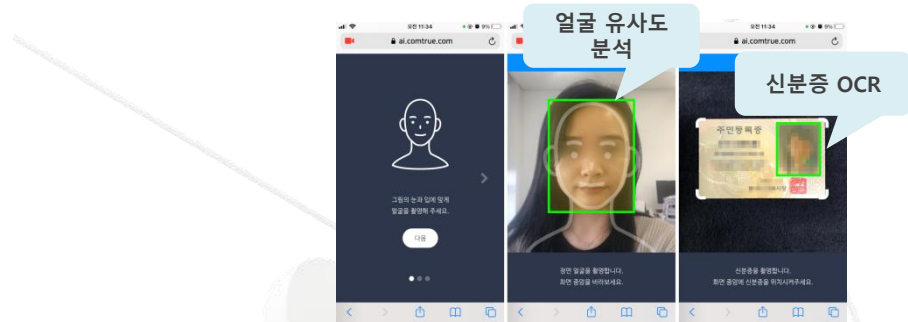 오전 11:34
9%
ai.comtrue.com
그림의 눈과 입에 맞게
얼굴을 촬영해 주세요.
다음
얼굴 유사도
분석
정면 얼굴을 촬영합니다.
화면 중앙을 바라보세요.
오전 11:34
9%
ai.comtrue.com
신분증 OCR
주민등록증
신분증을 촬영합니다.
화면 중앙에 신분증을 위치시켜주세요.